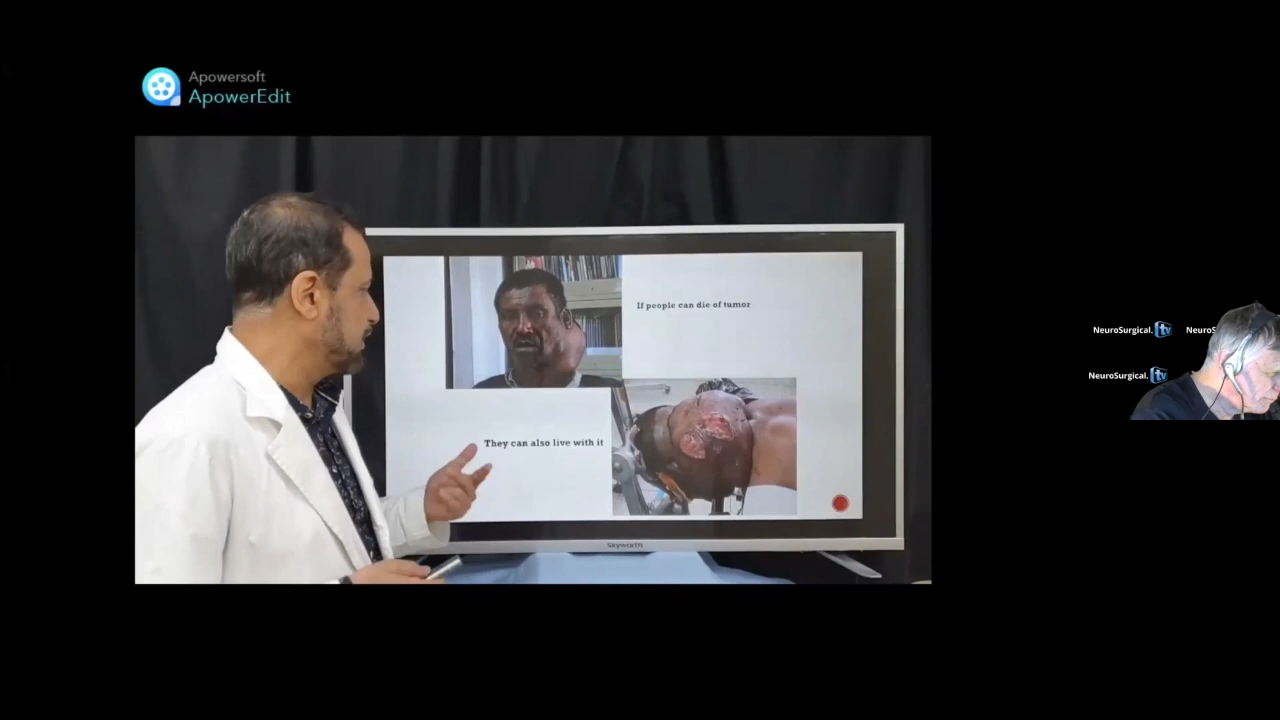 Apowersoft
ApowerEdit
If people can die of tumor
They can also live with it
Skyworth
NeuroSurgical.tv
NeuroS
NeuroSurgical.tv